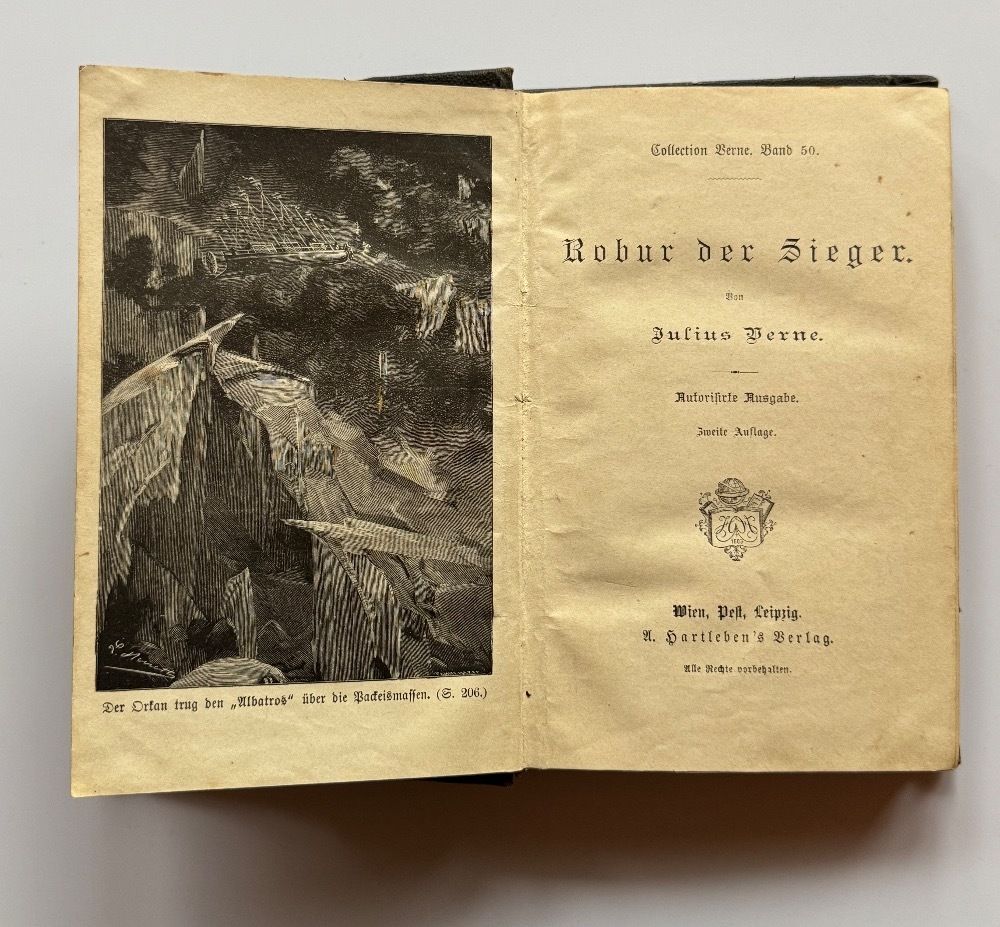 Der Orkan trug den „Albatros“ über die Packeismassen. (S. 206.)
Collection Verne. Band 50.
Robur der Sieger.
Von
Julius Verne.
Autorisirte Ausgabe.
Zweite Auflage.
Wien, Pest, Leipzig.
A. Hartleben's Verlag.
Alle Rechte vorbehalten.